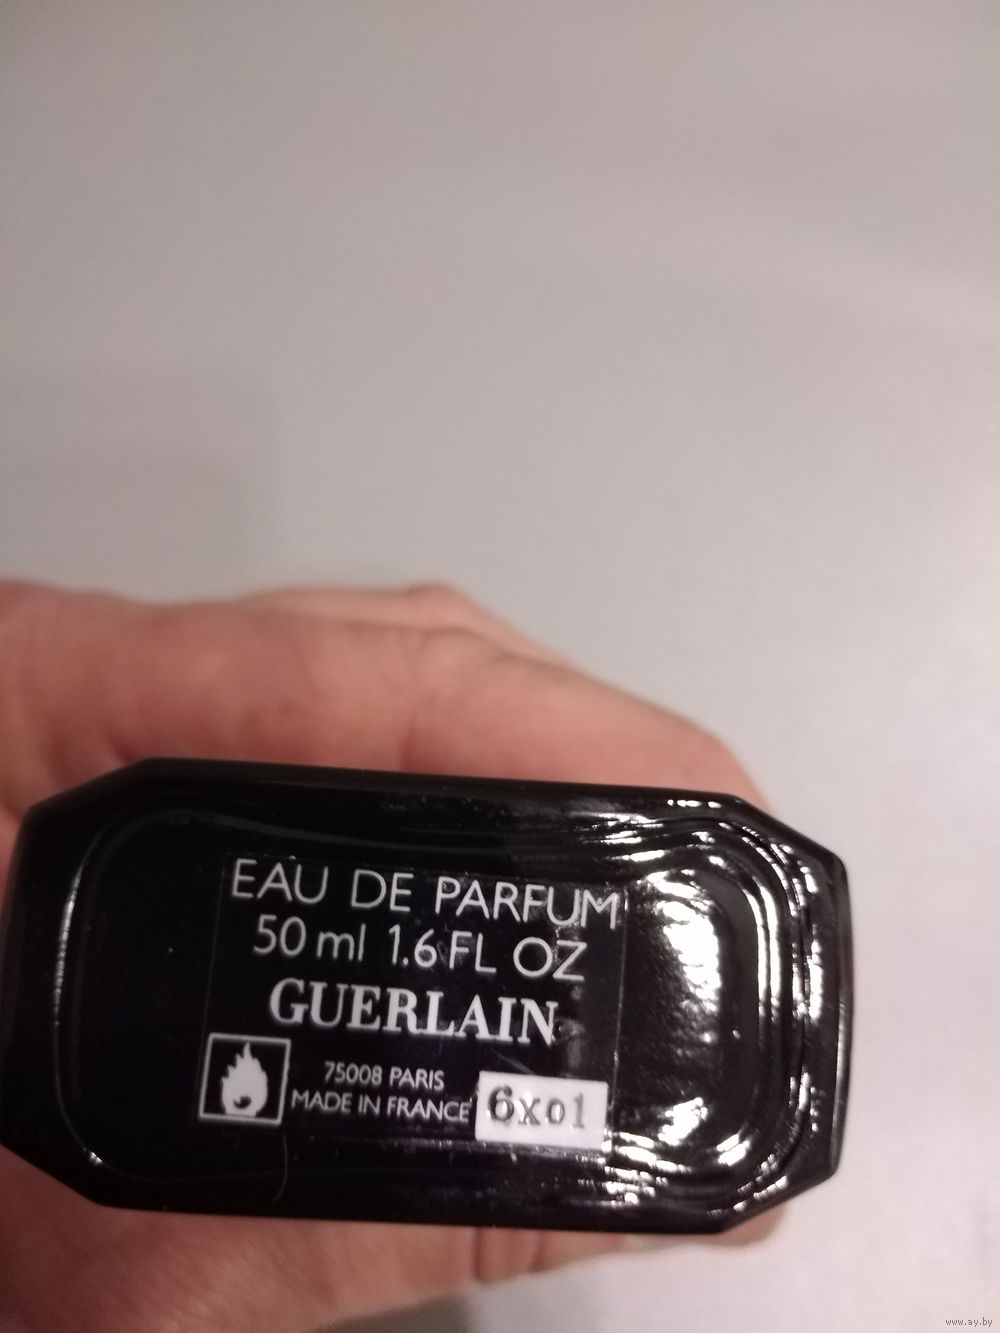 EAU DE PARFUM
50 ml 1.6 FL OZ
GUERLAIN
75008 PARIS
MADE IN FRANCE
6x01
www.ay.by